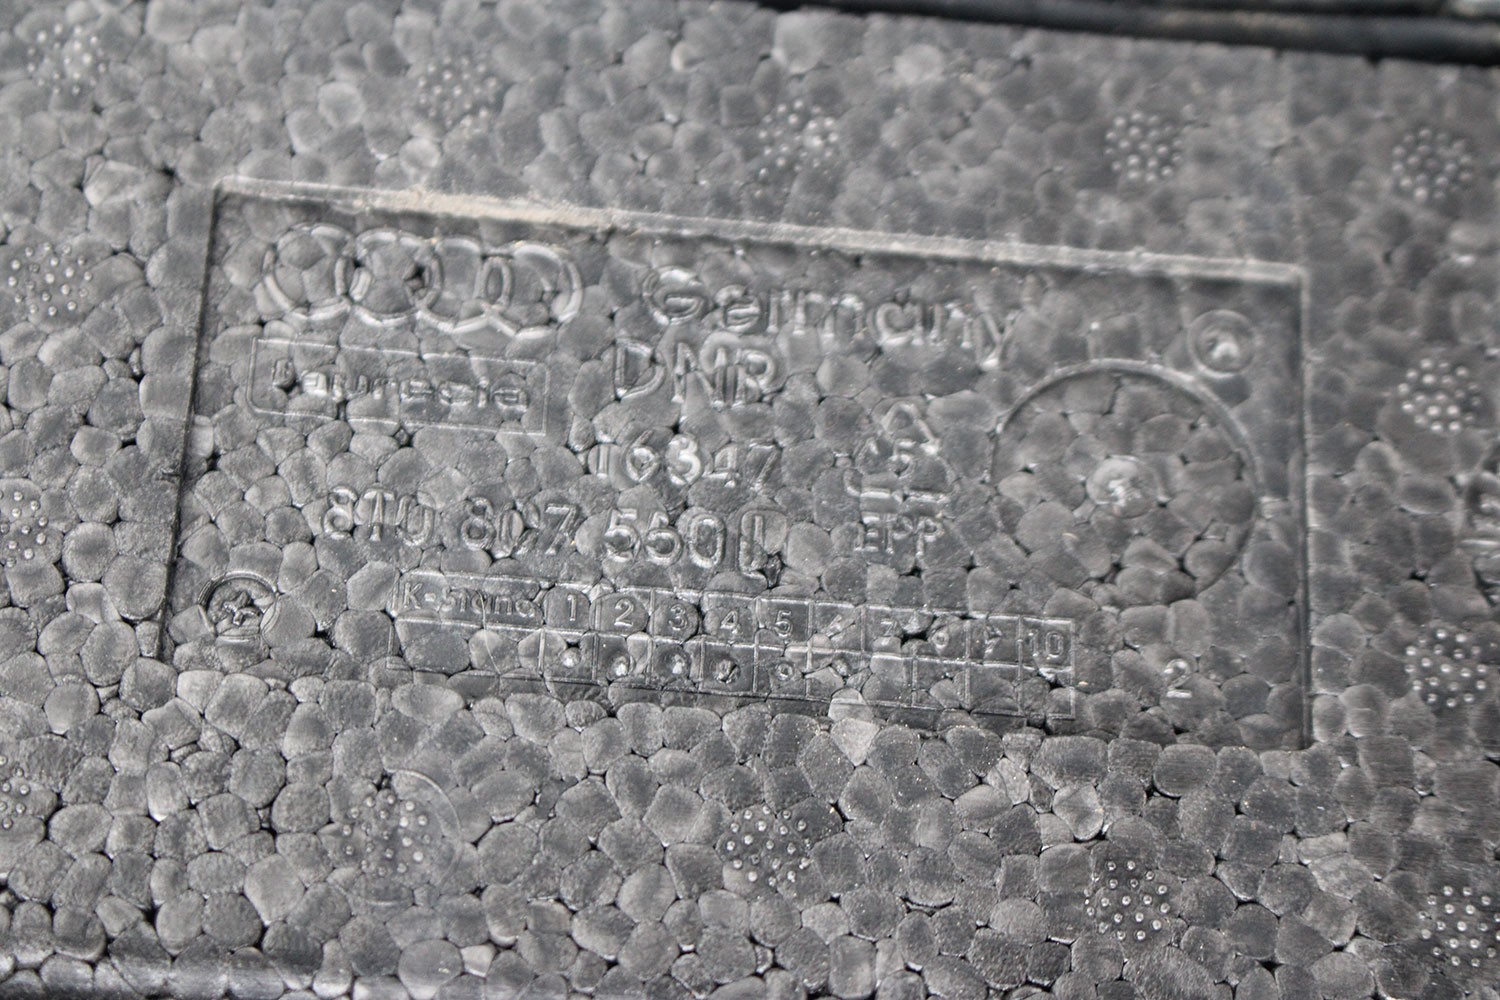 Germany
faurecia
DNR
16347
5
8T0 807 550 L
EPP
K-Stand 1 2 3 4 5 6 7 8 9 10
2